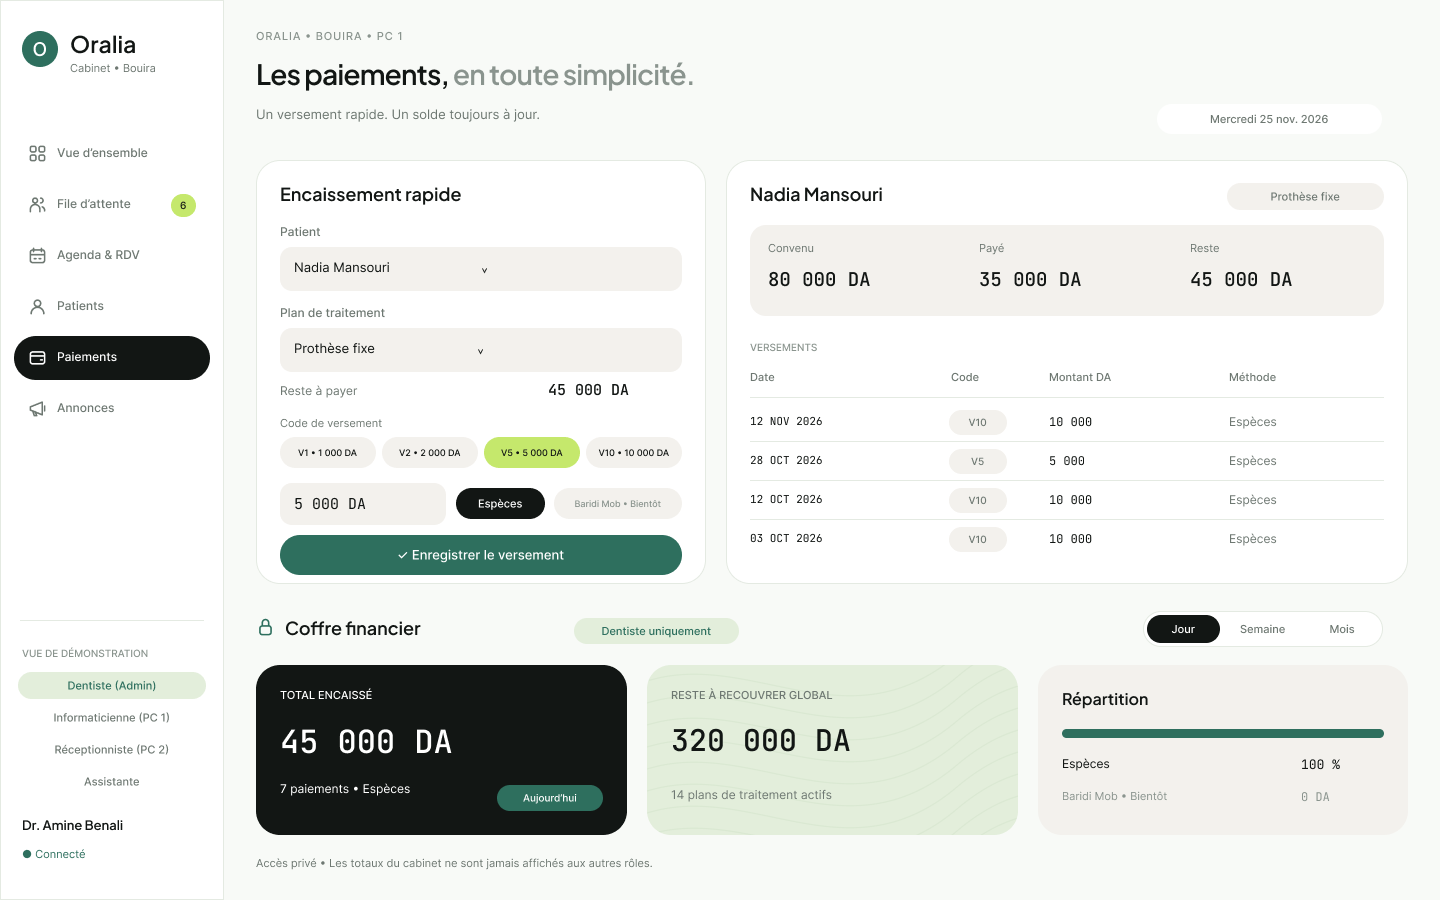 O
Oralia
Cabinet • Bouira
Vue d'ensemble
File d'attente
6
Agenda & RDV
Patients
Paiements
Annonces
VUE DE DÉMONSTRATION
Dentiste (Admin)
Informaticienne (PC 1)
Réceptionniste (PC 2)
Assistante
Dr. Amine Benali
Connecté
ORALIA • BOUIRA • PC 1
Les paiements, en toute simplicité.
Un versement rapide. Un solde toujours à jour.
Mercredi 25 nov. 2026
Encaissement rapide
Patient
Nadia Mansouri
Plan de traitement
Prothèse fixe
Reste à payer 45 000 DA
Code de versement
V1 • 1 000 DA V2 • 2 000 DA V5 • 5 000 DA V10 • 10 000 DA
5 000 DA Espèces Baridi Mob • Bientôt
✓ Enregistrer le versement
Nadia Mansouri
Prothèse fixe
Convenu Payé Reste
80 000 DA 35 000 DA 45 000 DA
VERSEMENTS
Date Code Montant DA Méthode
12 NOV 2026 V10 10 000 Espèces
28 OCT 2026 V5 5 000 Espèces
12 OCT 2026 V10 10 000 Espèces
03 OCT 2026 V10 10 000 Espèces
Coffre financier
Dentiste uniquement
Jour Semaine Mois
TOTAL ENCAISSÉ
45 000 DA
7 paiements • Espèces
Aujourd'hui
RESTE À RECOUVRER GLOBAL
320 000 DA
14 plans de traitement actifs
Répartition
Espèces 100 %
Baridi Mob • Bientôt 0 DA
Accès privé • Les totaux du cabinet ne sont jamais affichés aux autres rôles.